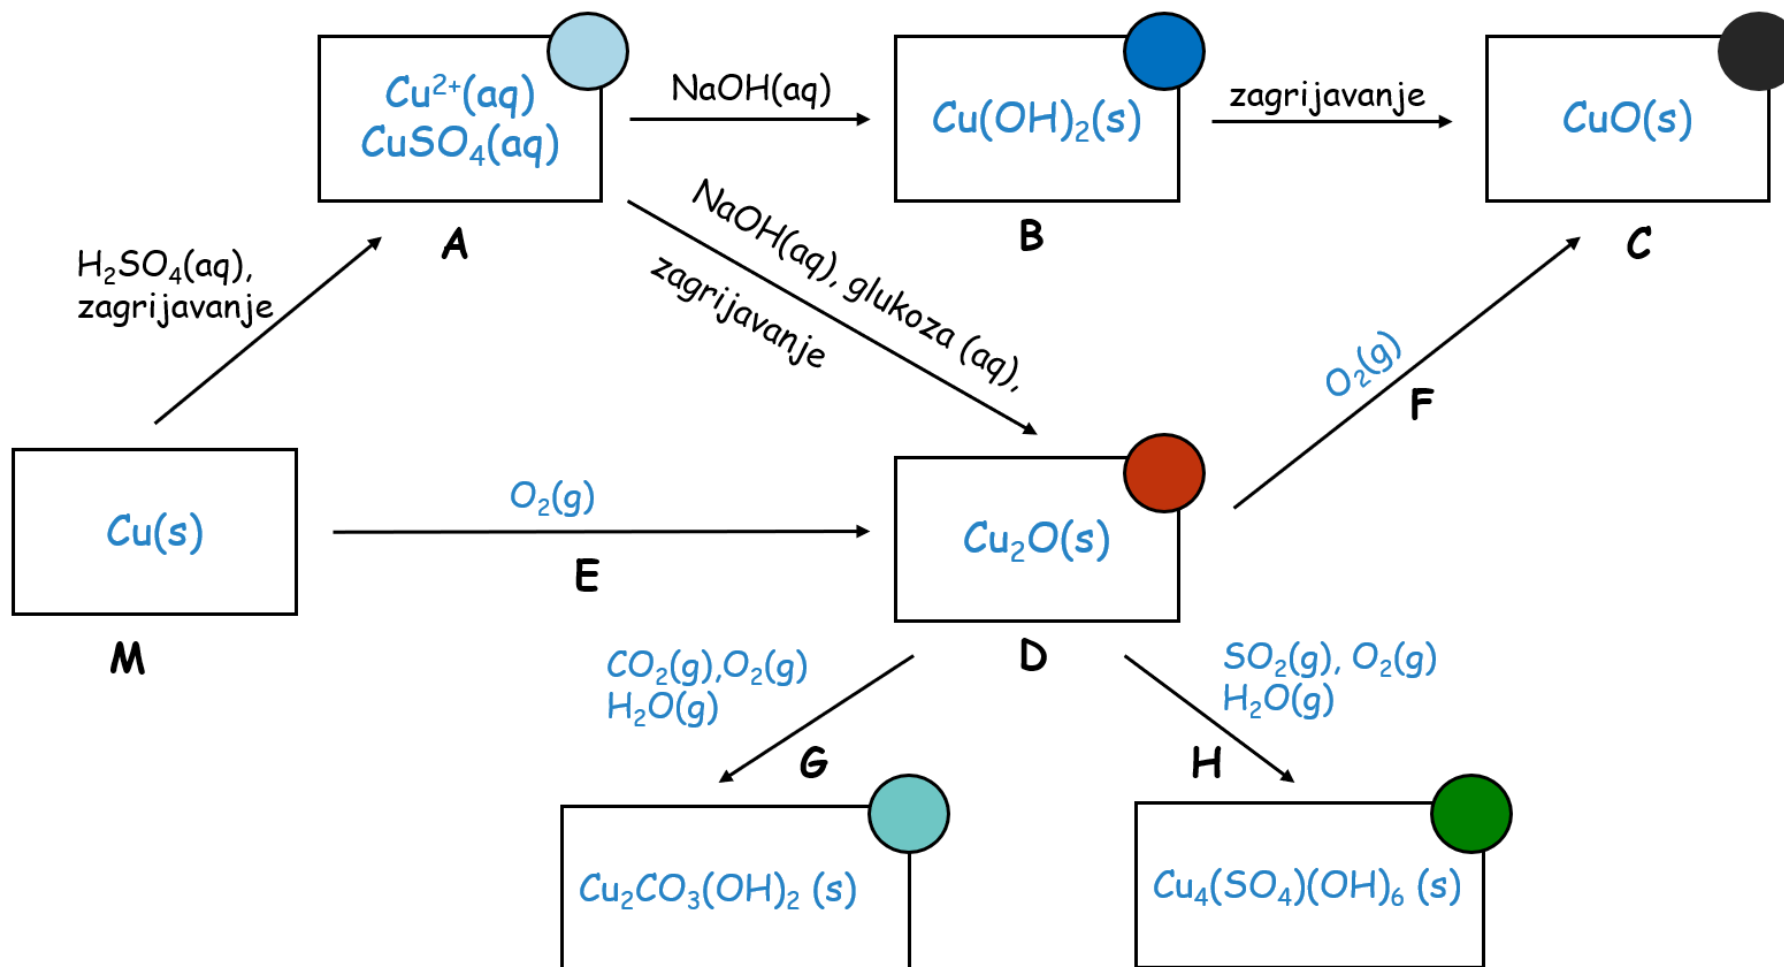 Cu²⁺(aq)
CuSO₄(aq)
A
NaOH(aq)
Cu(OH)₂(s)
B
zagrijavanje
CuO(s)
C
H₂SO₄(aq),
zagrijavanje
NaOH(aq), glukoza (aq),
zagrijavanje
O₂(g)
F
Cu(s)
M
O₂(g)
E
Cu₂O(s)
D
CO₂(g),O₂(g)
H₂O(g)
G
SO₂(g), O₂(g)
H₂O(g)
H
Cu₂CO₃(OH)₂ (s)
Cu₄(SO₄)(OH)₆ (s)